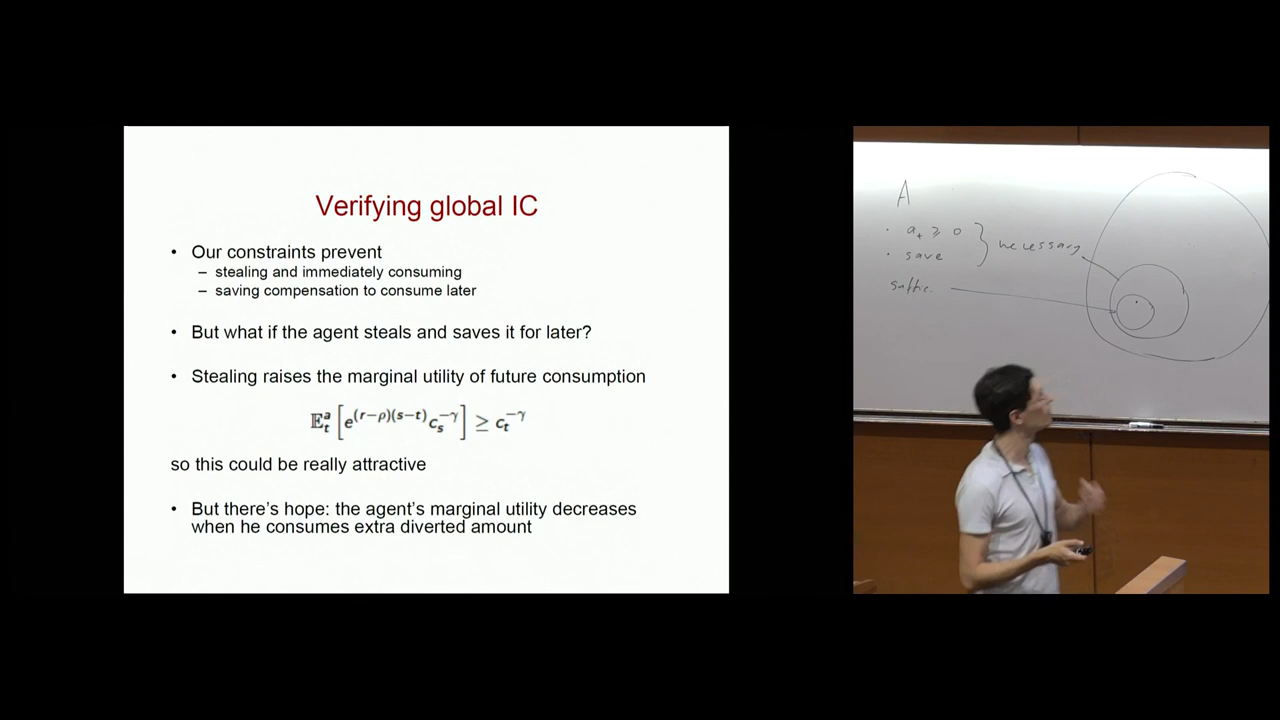 Verifying global IC
• Our constraints prevent
– stealing and immediately consuming
– saving compensation to consume later
• But what if the agent steals and saves it for later?
• Stealing raises the marginal utility of future consumption
𝔼ₜᵃ [e^{(r−ρ)(s−t)} c_s^{−γ}] ≥ c_t^{−γ}
so this could be really attractive
• But there's hope: the agent's marginal utility decreases
when he consumes extra diverted amount
A
· a_t ⩾ 0 } necessary
· save
suffic.